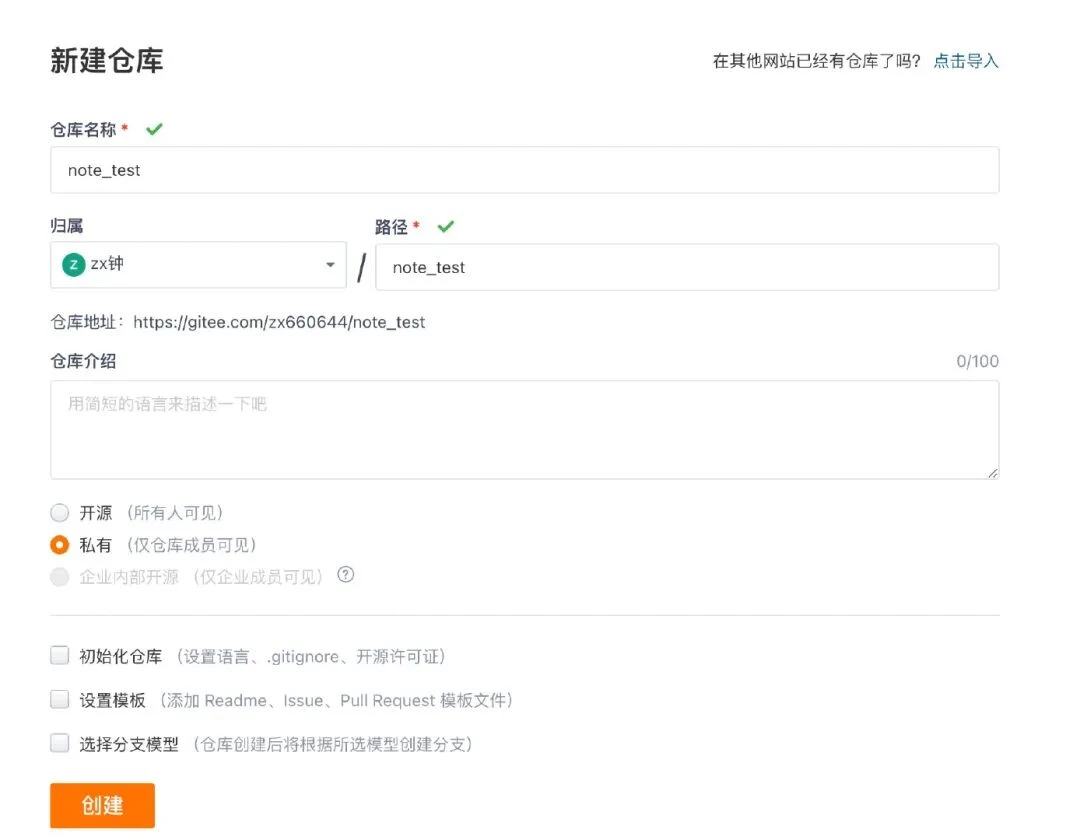 新建仓库
在其他网站已经有仓库了吗? 点击导入
仓库名称 *
note_test
归属
路径 *
Z zx钟
/
note_test
仓库地址：https://gitee.com/zx660644/note_test
仓库介绍
0/100
用简短的语言来描述一下吧
开源 （所有人可见）
私有 （仅仓库成员可见）
企业内部开源 （仅企业成员可见） ?
初始化仓库 （设置语言、.gitignore、开源许可证）
设置模板 （添加 Readme、Issue、Pull Request 模板文件）
选择分支模型 （仓库创建后将根据所选模型创建分支）
创建